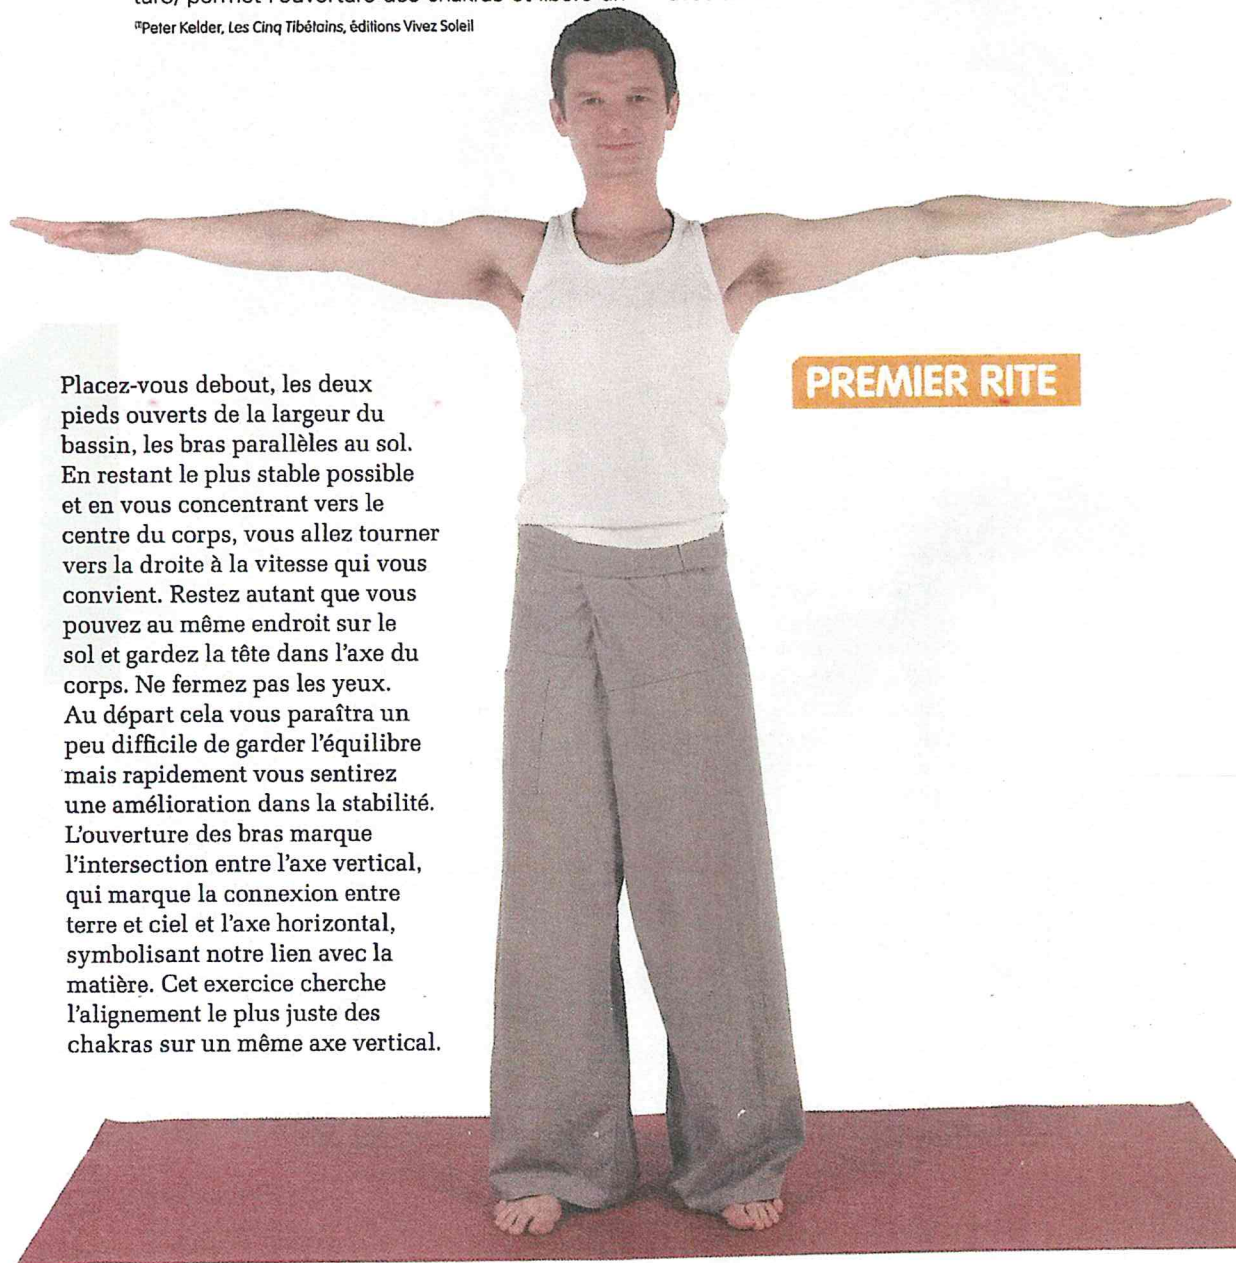 Peter Kelder, Les Cinq Tibétains, éditions Vivez Soleil
1
Placez-vous debout, les deux
pieds ouverts de la largeur du
bassin, les bras parallèles au sol.
En restant le plus stable possible
et en vous concentrant vers le
centre du corps, vous allez tourner
vers la droite à la vitesse qui vous
convient. Restez autant que vous
pouvez au même endroit sur le
sol et gardez la tête dans l'axe du
corps. Ne fermez pas les yeux.
Au départ cela vous paraîtra un
peu difficile de garder l'équilibre
mais rapidement vous sentirez
une amélioration dans la stabilité.
L'ouverture des bras marque
l'intersection entre l'axe vertical,
qui marque la connexion entre
terre et ciel et l'axe horizontal,
symbolisant notre lien avec la
matière. Cet exercice cherche
l'alignement le plus juste des
chakras sur un même axe vertical.
PREMIER RITE